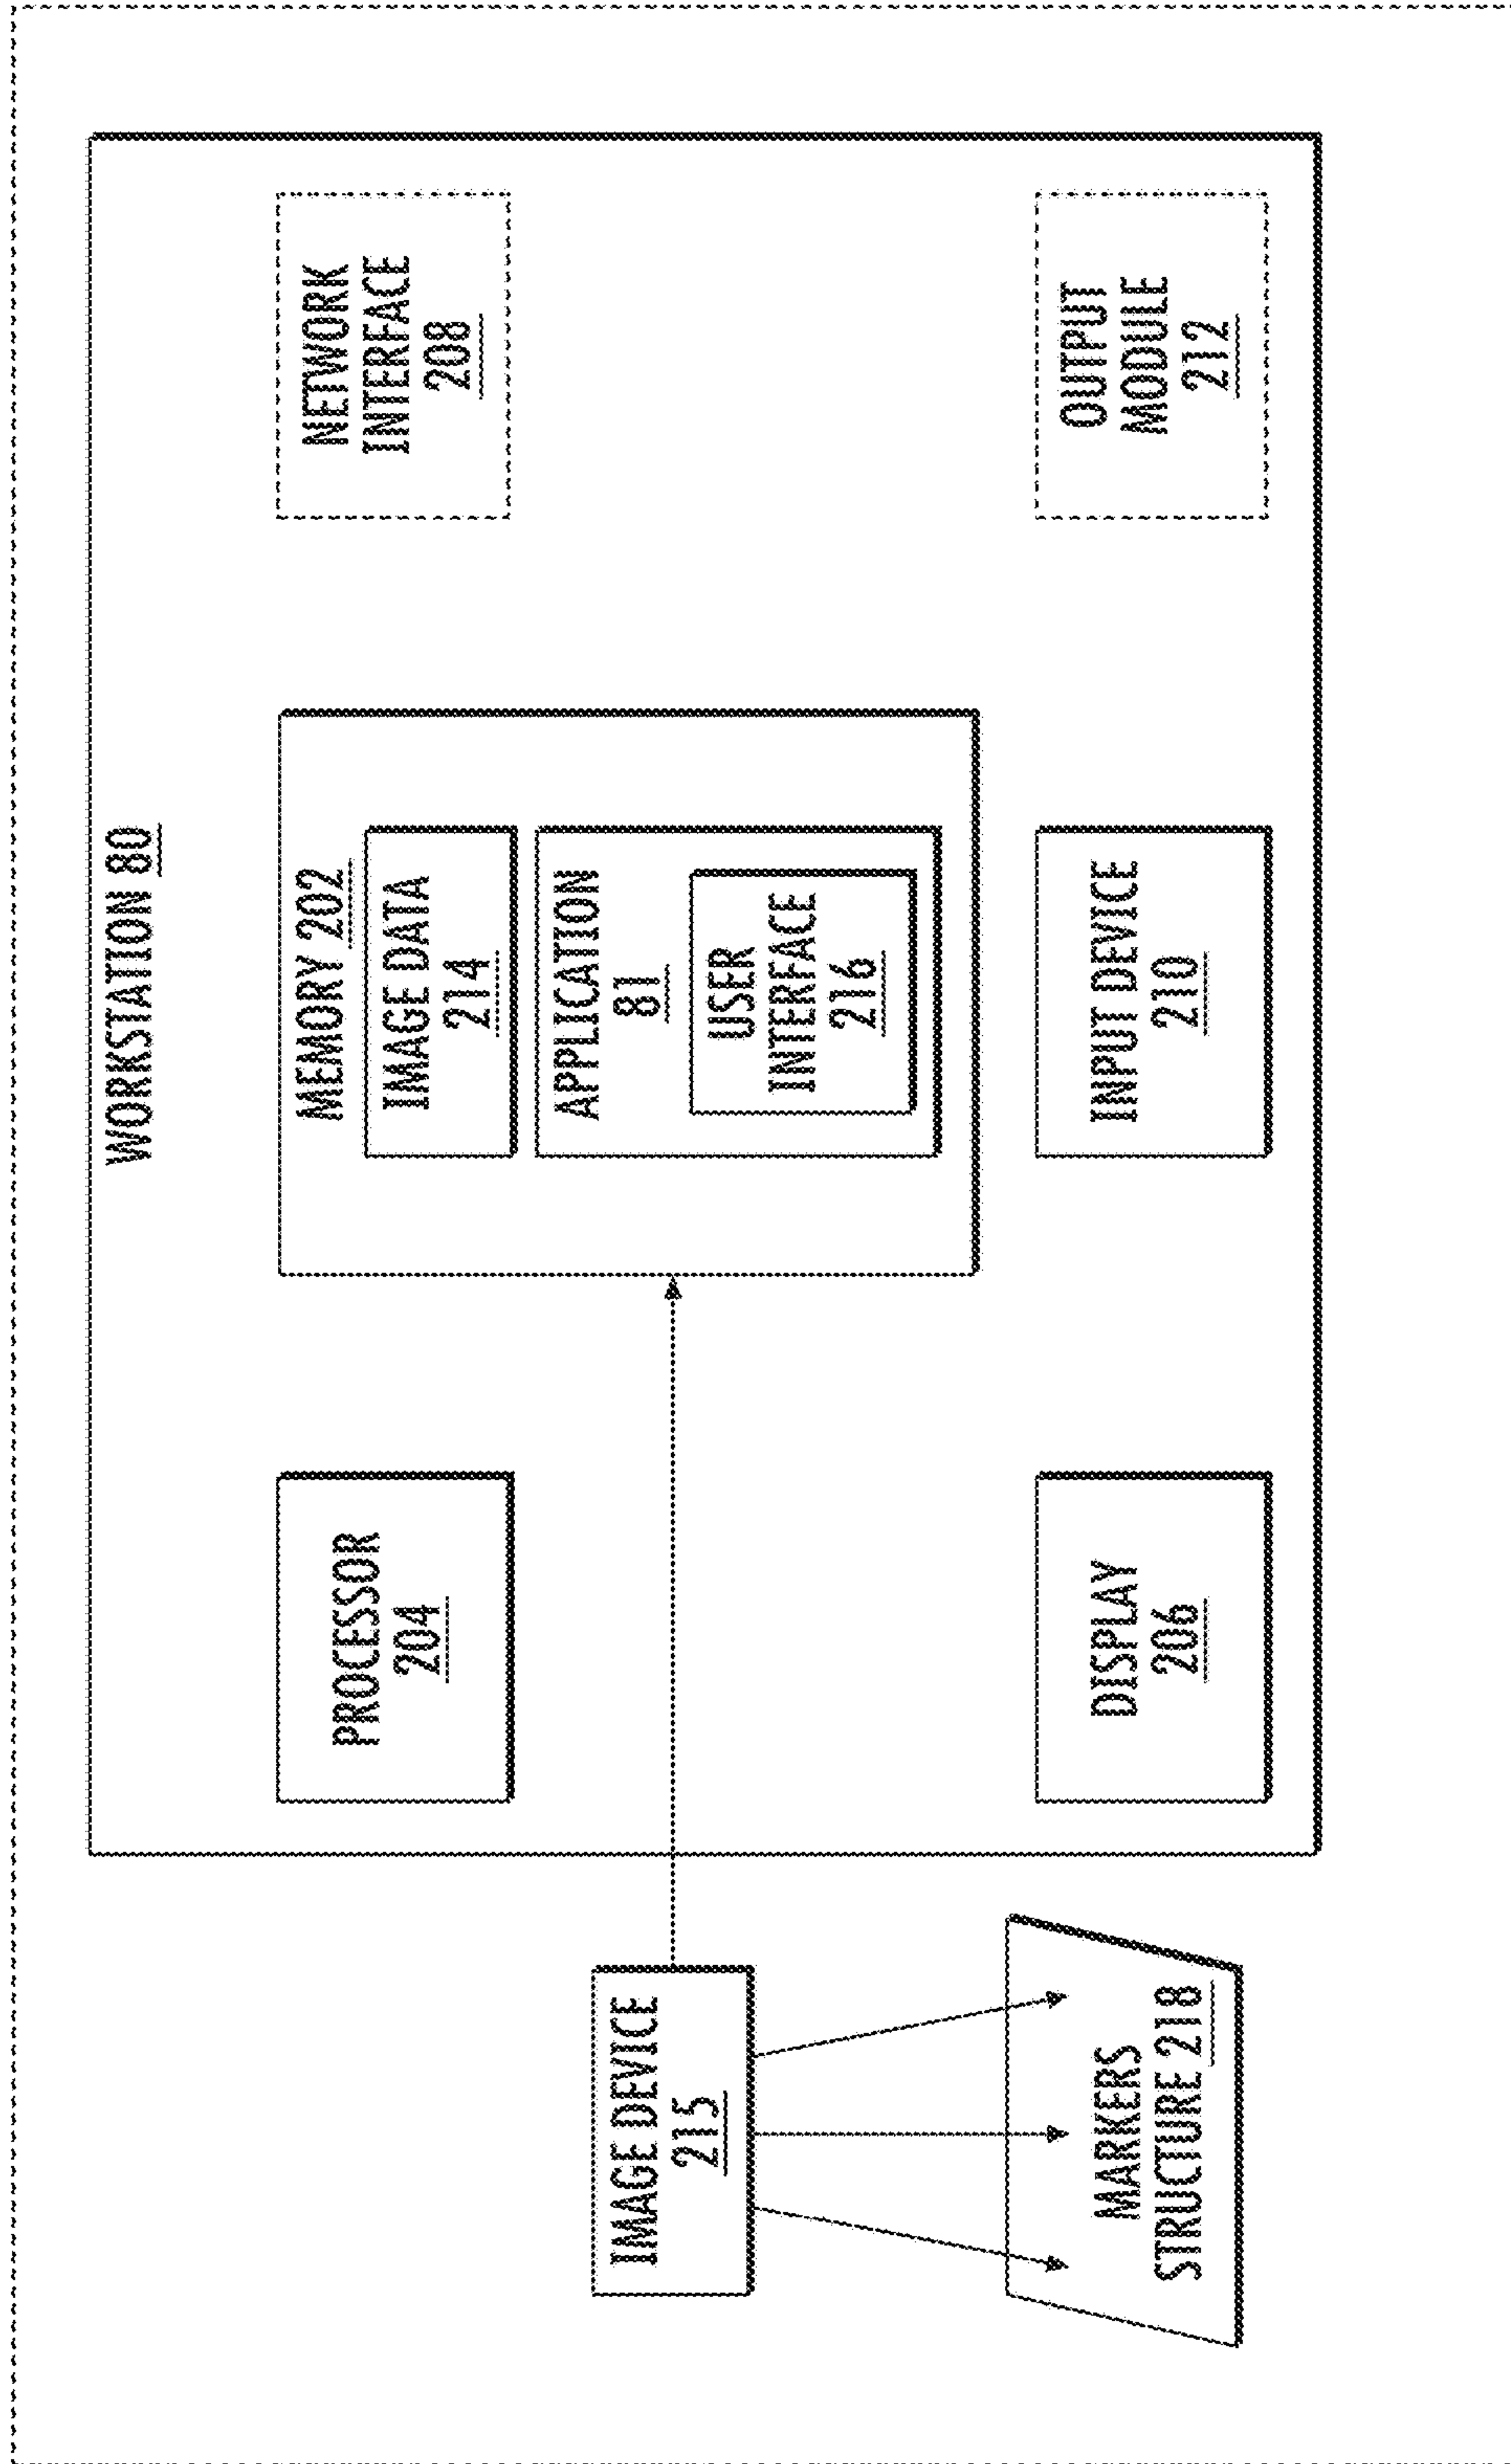 WORKSTATION 80
PROCESSOR
204
MEMORY 202
IMAGE DATA
214
APPLICATION
81
USER
INTERFACE
216
NETWORK
INTERFACE
208
IMAGE DEVICE
215
MARKERS
STRUCTURE 218
DISPLAY
206
INPUT DEVICE
210
OUTPUT
MODULE
212